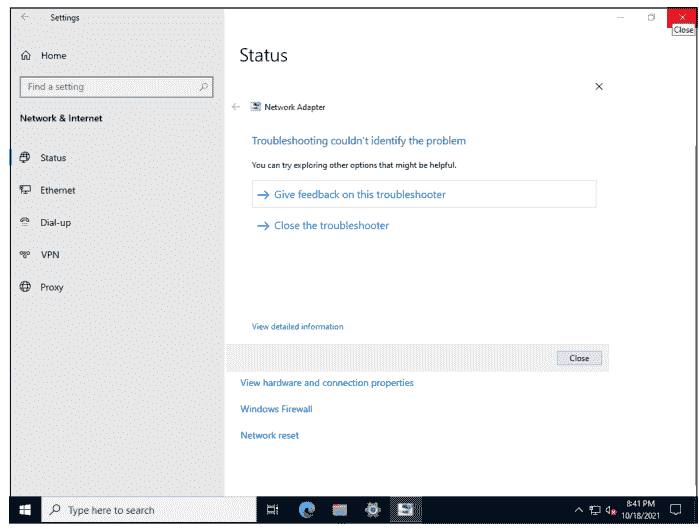 Settings
Close
Home
Status
Find a setting
Network Adapter
Network & Internet
Troubleshooting couldn't identify the problem
You can try exploring other options that might be helpful.
Status
Ethernet
Give feedback on this troubleshooter
Dial-up
Close the troubleshooter
VPN
Proxy
View detailed information
Close
View hardware and connection properties
Windows Firewall
Network reset
Type here to search
8:41 PM
10/18/2021